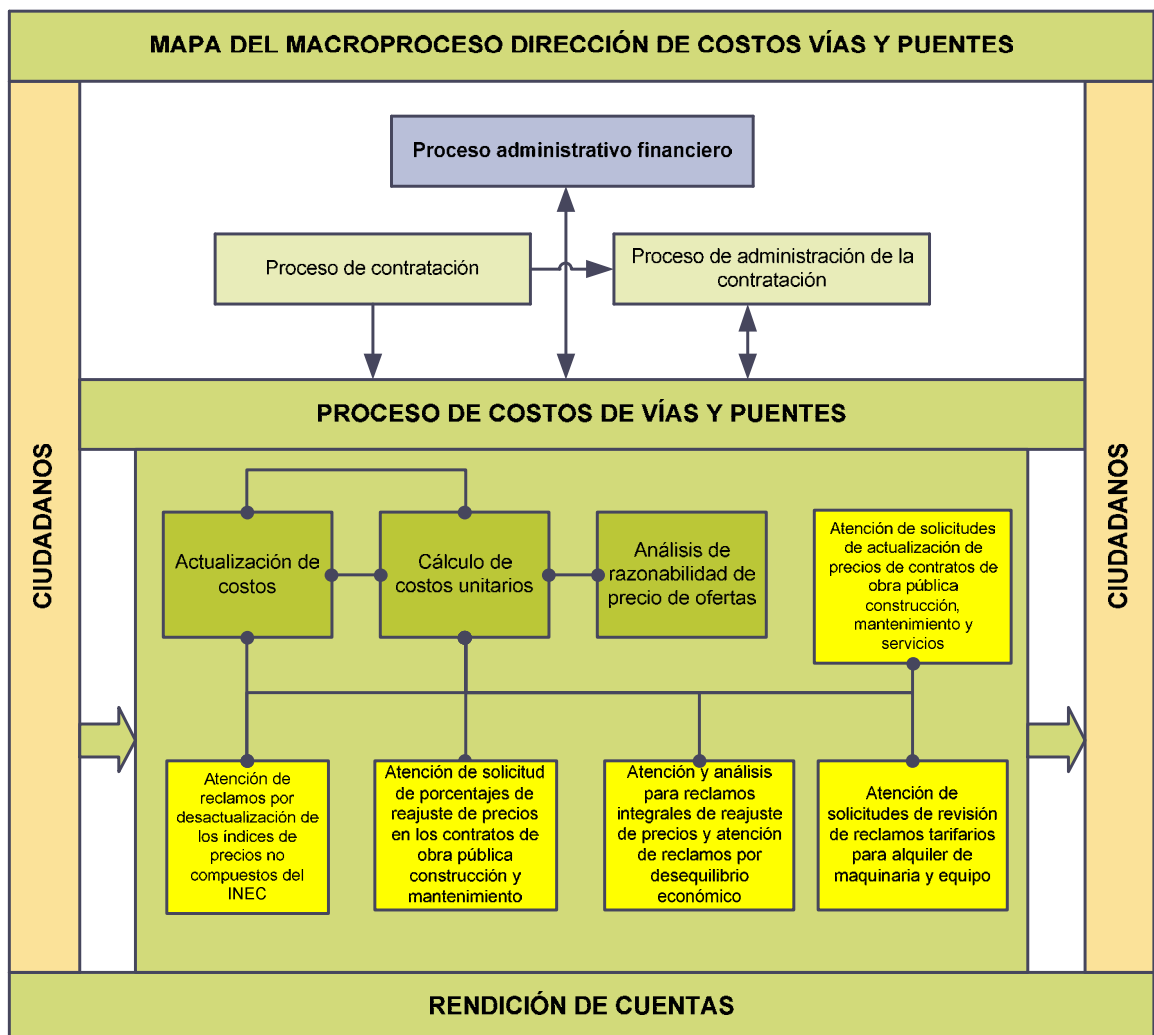 MAPA DEL MACROPROCESO DIRECCIÓN DE COSTOS VÍAS Y PUENTES
CIUDADANOS
Proceso administrativo financiero
Proceso de contratación
Proceso de administración de la
contratación
PROCESO DE COSTOS DE VÍAS Y PUENTES
Actualización de
costos
Cálculo de
costos unitarios
Análisis de
razonabilidad de
precio de ofertas
Atención de solicitudes
de actualización de
precios de contratos de
obra pública
construcción,
mantenimiento y
servicios
Atención de
reclamos por
desactualización de
los índices de
precios no
compuestos del
INEC
Atención de solicitud
de porcentajes de
reajuste de precios
en los contratos de
obra pública
construcción y
mantenimiento
Atención y análisis
para reclamos
integrales de reajuste
de precios y atención
de reclamos por
desequilibrio
económico
Atención de
solicitudes de revisión
de reclamos tarifarios
para alquiler de
maquinaria y equipo
CIUDADANOS
RENDICIÓN DE CUENTAS